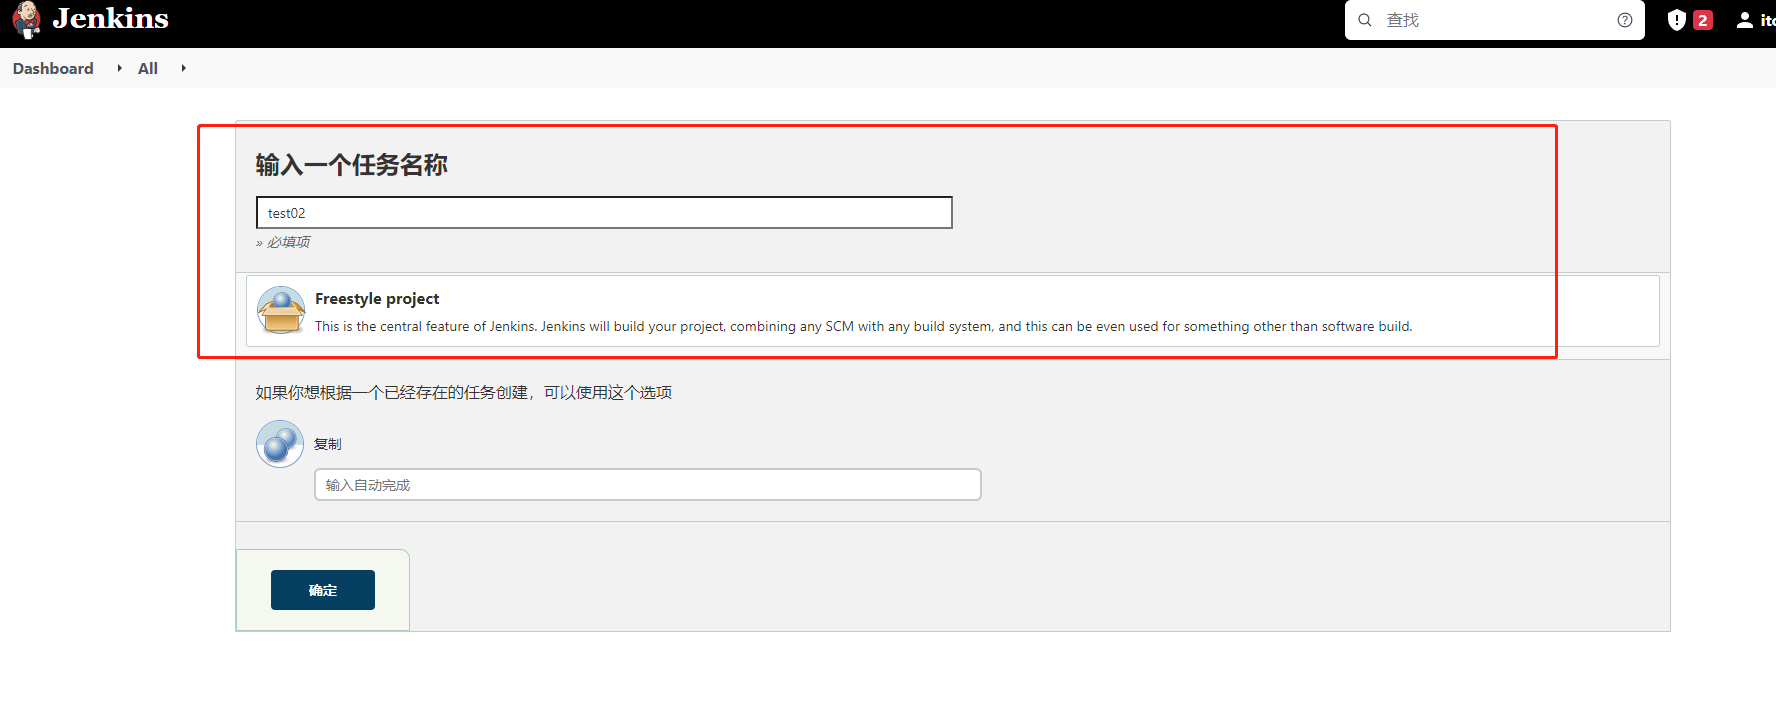 Jenkins
查找
2
Dashboard
All
输入一个任务名称
test02
» 必填项
Freestyle project
This is the central feature of Jenkins. Jenkins will build your project, combining any SCM with any build system, and this can be even used for something other than software build.
如果你想根据一个已经存在的任务创建，可以使用这个选项
复制
输入自动完成
确定